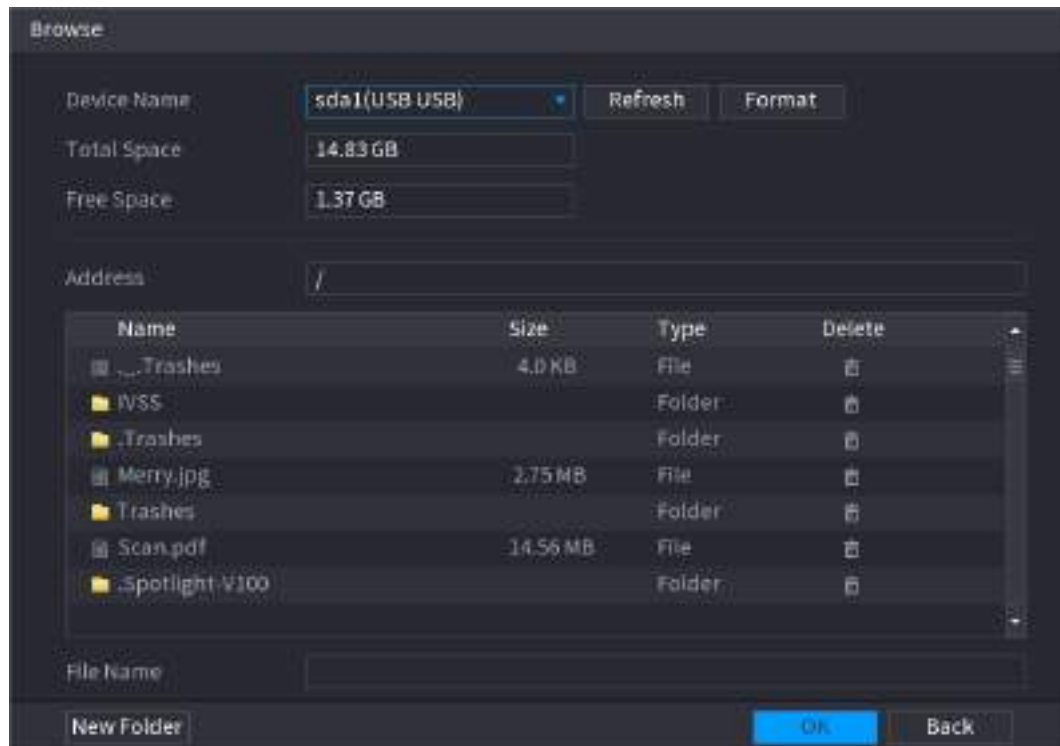 Browse
Device Name sda1(USB USB) Refresh Format
Total Space 14.83 GB
Free Space 1.37 GB
Address /
Name Size Type Delete
._.Trashes 4.0 KB File
IVSS Folder
.Trashes Folder
Merry.jpg 2.75 MB File
Trashes Folder
Scan.pdf 14.56 MB File
.Spotlight-V100 Folder
File Name
New Folder OK Back